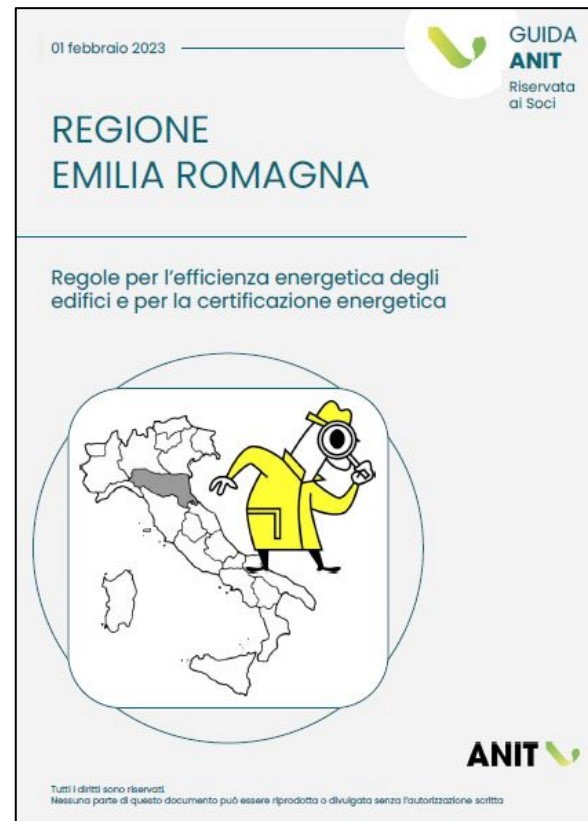 01 febbraio 2023
GUIDA
ANIT
Riservata
ai Soci
REGIONE
EMILIA ROMAGNA
Regole per l'efficienza energetica degli
edifici e per la certificazione energetica
ANIT
Tutti i diritti sono riservati.
Nessuna parte di questo documento può essere riprodotta o divulgata senza l'autorizzazione scritta